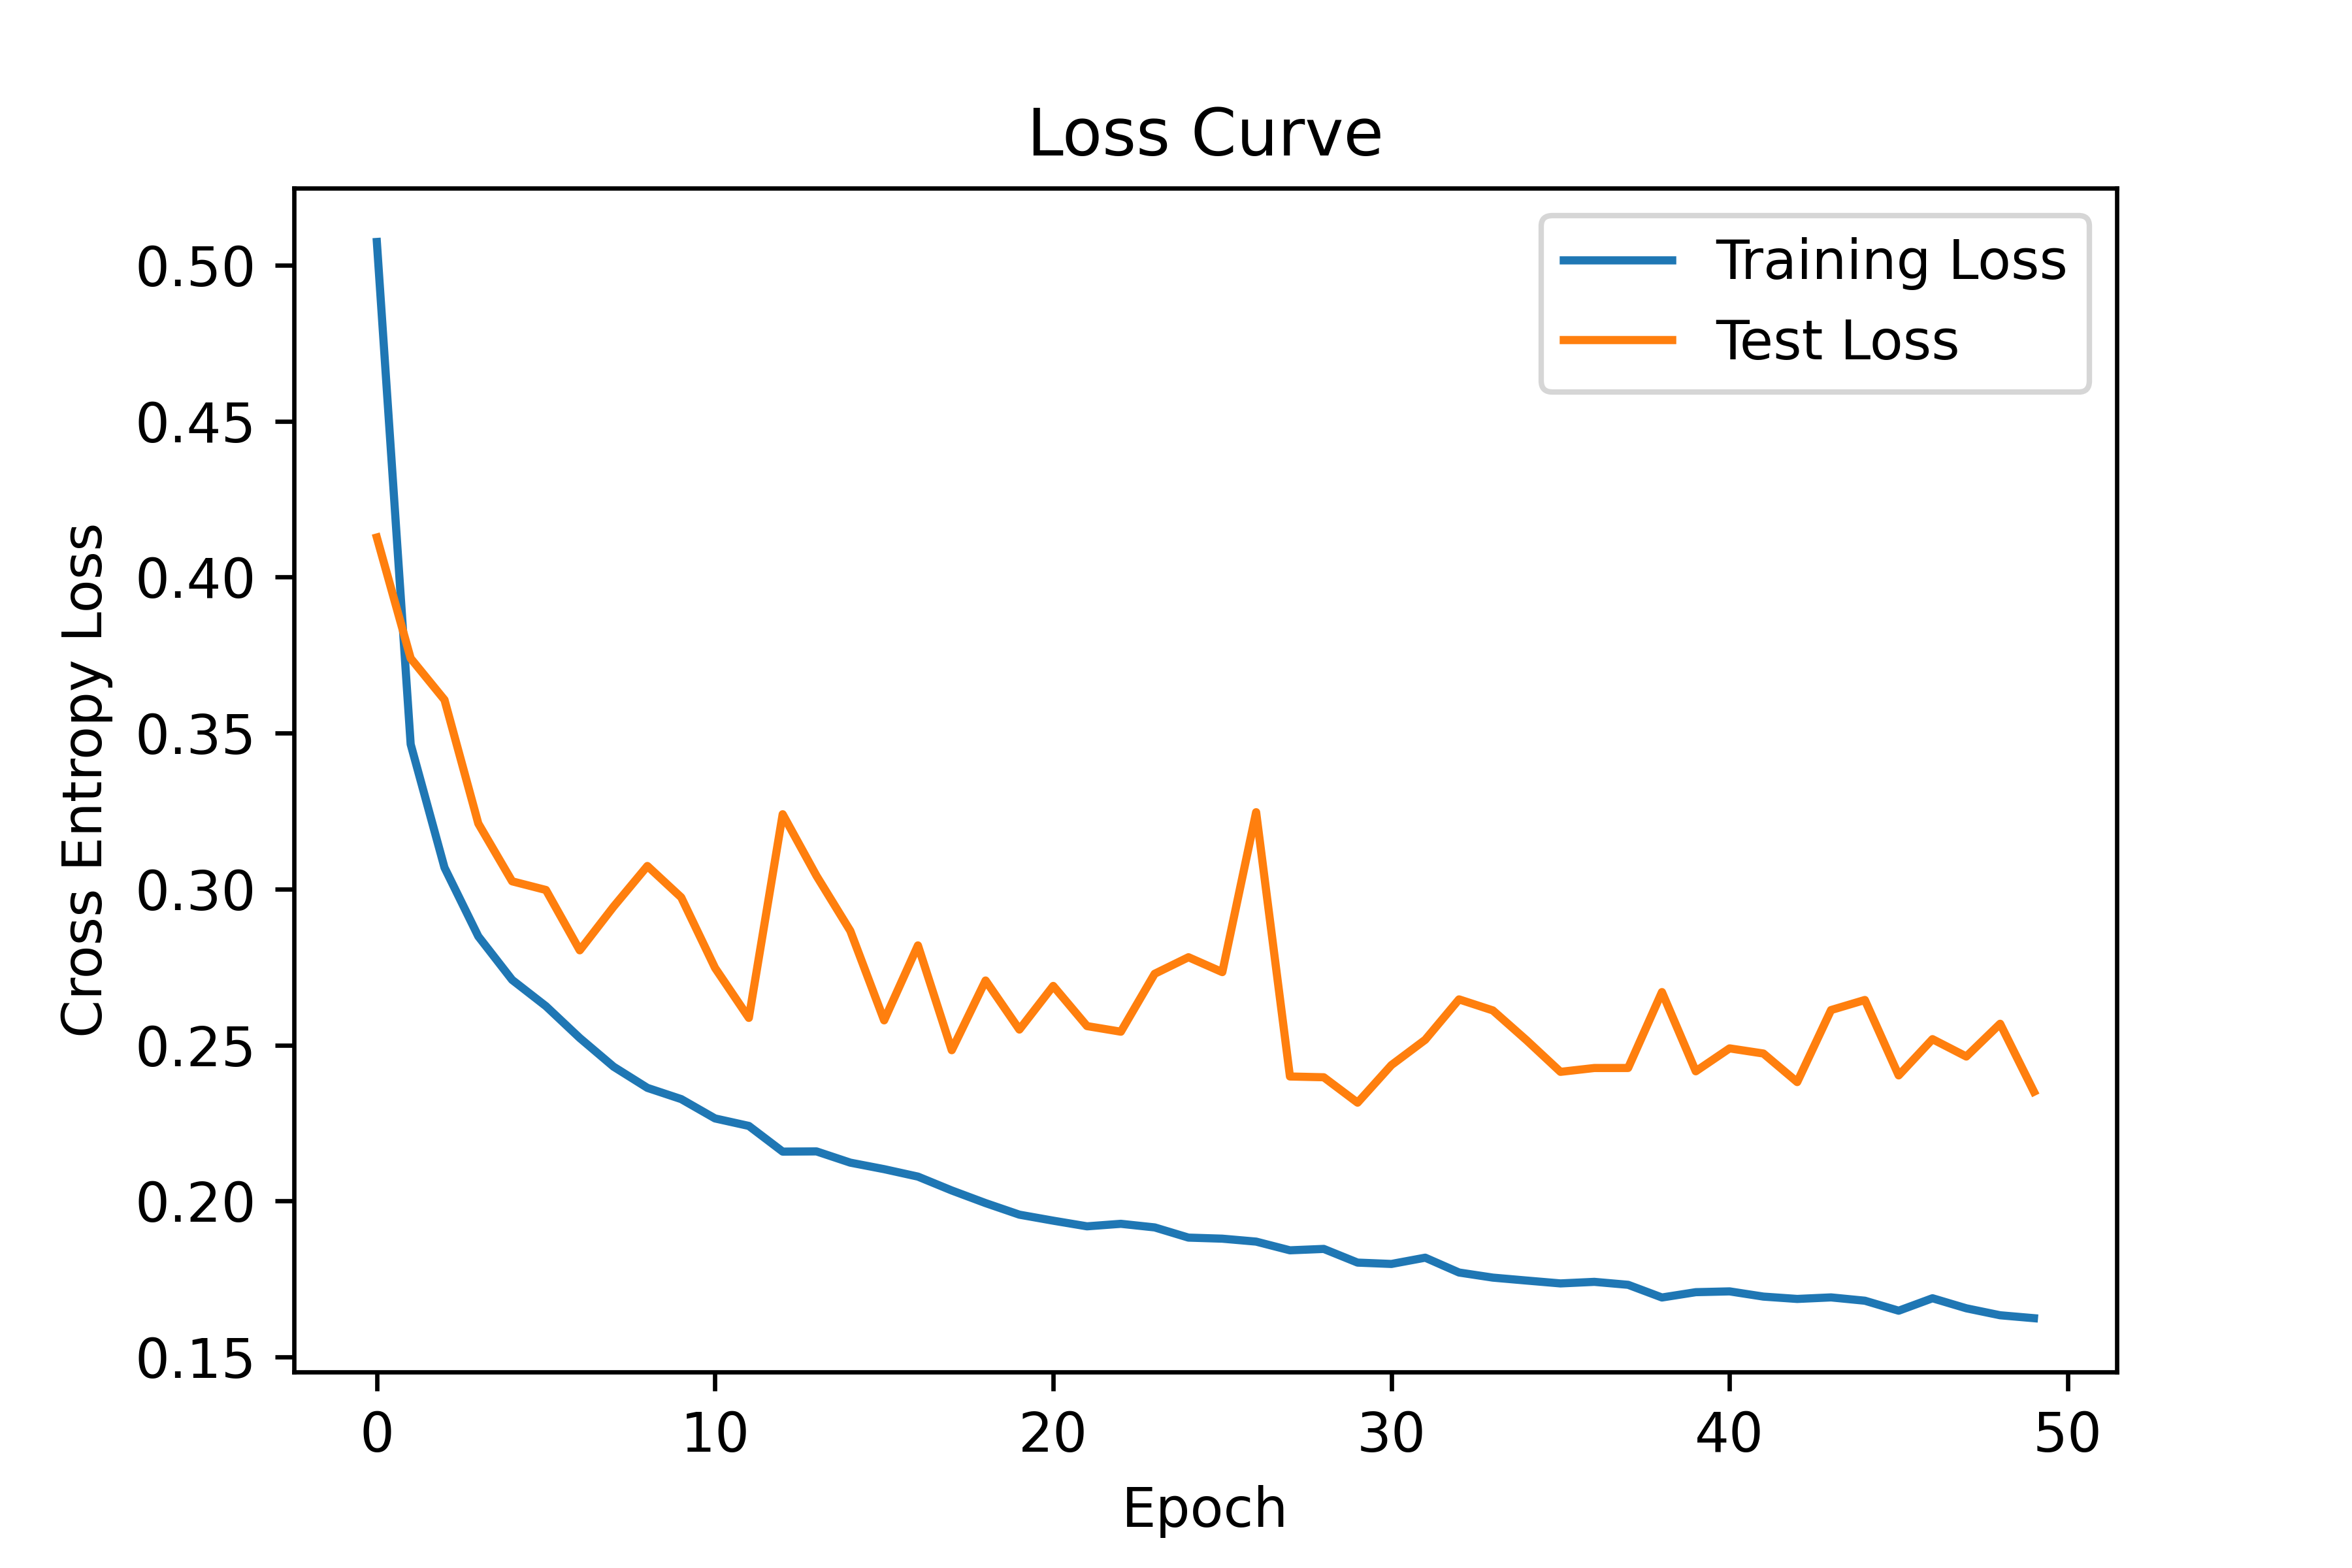 Loss Curve
Training Loss
Test Loss
Cross Entropy Loss
0.50
0.45
0.40
0.35
0.30
0.25
0.20
0.15
0 10 20 30 40 50
Epoch